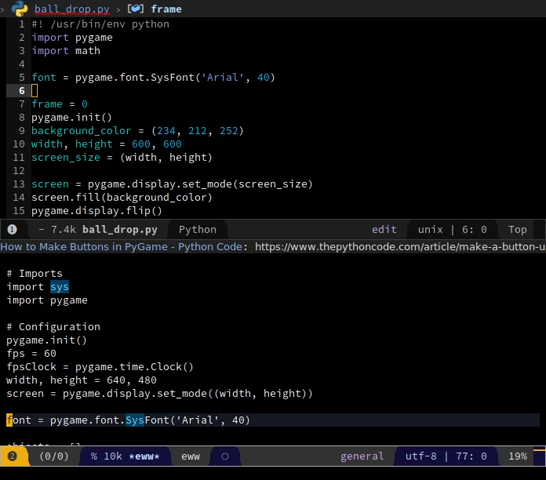 › ball_drop.py › frame
1 #! /usr/bin/env python
2 import pygame
3 import math
4
5 font = pygame.font.SysFont('Arial', 40)
6
7 frame = 0
8 pygame.init()
9 background_color = (234, 212, 252)
10 width, height = 600, 600
11 screen_size = (width, height)
12
13 screen = pygame.display.set_mode(screen_size)
14 screen.fill(background_color)
15 pygame.display.flip()
1 - 7.4k ball_drop.py Python edit unix | 6: 0 Top
How to Make Buttons in PyGame - Python Code: https://www.thepythoncode.com/article/make-a-button-u
# Imports
import sys
import pygame
# Configuration
pygame.init()
fps = 60
fpsClock = pygame.time.Clock()
width, height = 640, 480
screen = pygame.display.set_mode((width, height))
font = pygame.font.SysFont('Arial', 40)
2 (0/0) % 10k *eww* eww general utf-8 | 77: 0 19%